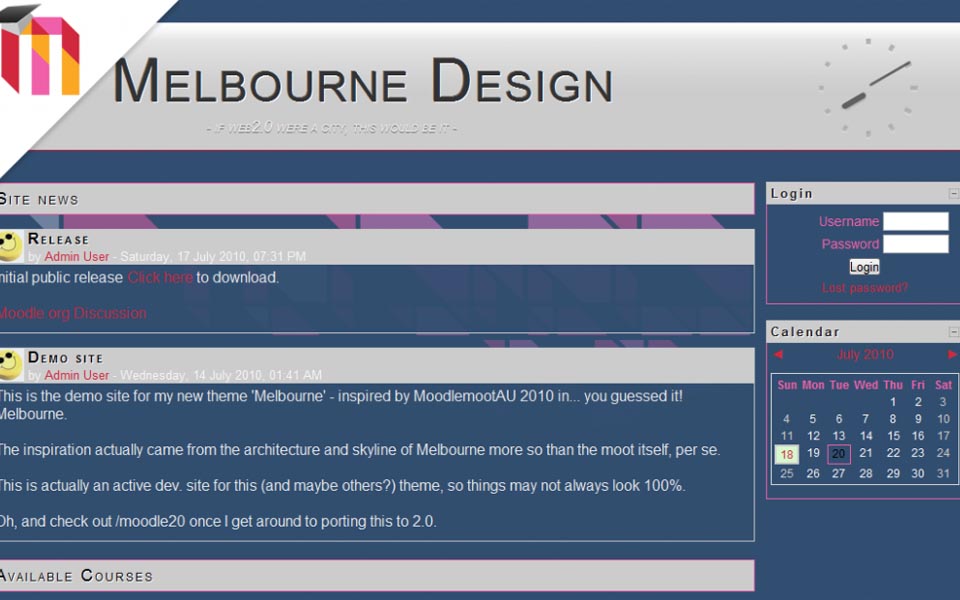 MELBOURNE DESIGN
- IF WEB2.0 WERE A CITY, THIS WOULD BE IT -
SITE NEWS
RELEASE
by Admin User - Saturday, 17 July 2010, 07:31 PM
nitial public release Click here to download.
Moodle.org Discussion
DEMO SITE
by Admin User - Wednesday, 14 July 2010, 01:41 AM
This is the demo site for my new theme 'Melbourne' - inspired by MoodlemootAU 2010 in... you guessed it!
Melbourne.
The inspiration actually came from the architecture and skyline of Melbourne more so than the moot itself, per se.
This is actually an active dev. site for this (and maybe others?) theme, so things may not always look 100%.
Oh, and check out /moodle20 once I get around to porting this to 2.0.
AVAILABLE COURSES
Login
Username
Password
Login
Lost password?
Calendar
◄ July 2010 ►
Sun Mon Tue Wed Thu Fri Sat
1 2 3
4 5 6 7 8 9 10
11 12 13 14 15 16 17
18 19 20 21 22 23 24
25 26 27 28 29 30 31